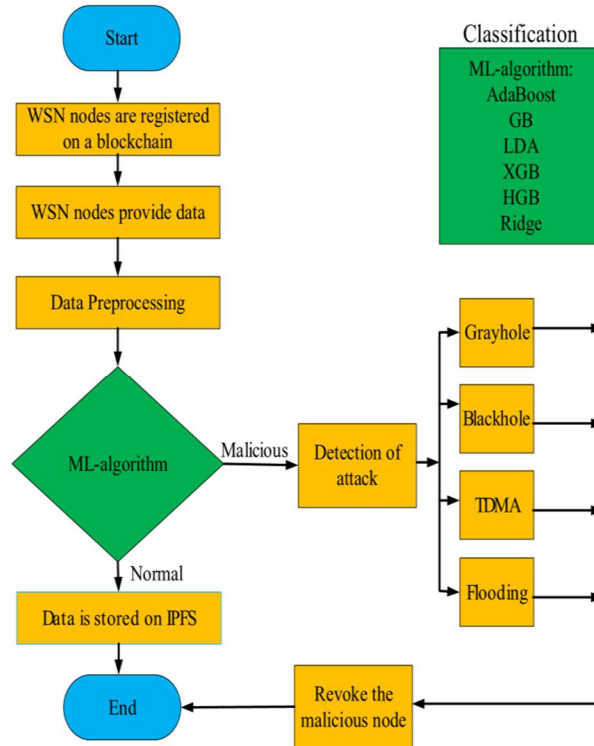 Start
WSN nodes are registered
on a blockchain
WSN nodes provide data
Data Preprocessing
ML-algorithm
Malicious
Normal
Data is stored on IPFS
End
Detection of
attack
Grayhole
Blackhole
TDMA
Flooding
Revoke the
malicious node
Classification
ML-algorithm:
AdaBoost
GB
LDA
XGB
HGB
Ridge